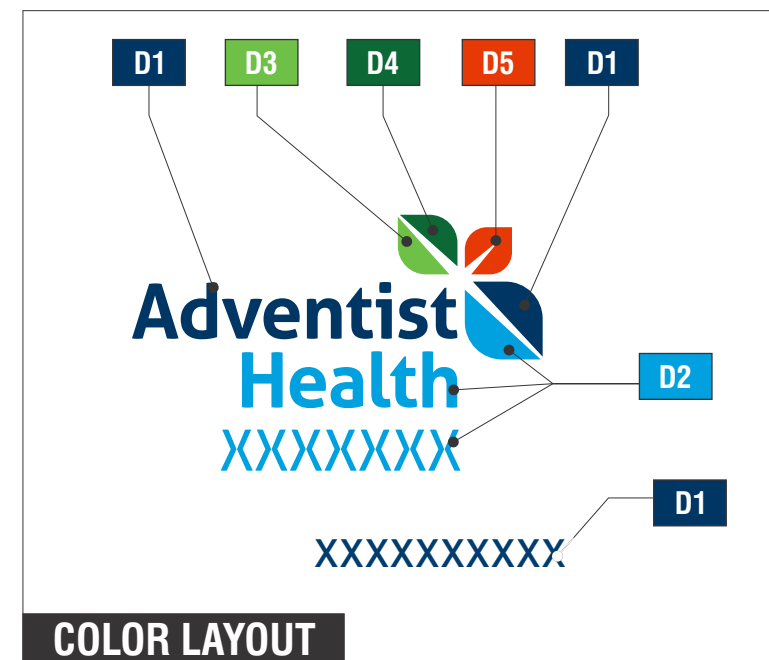 D1 D3 D4 D5 D1
Adventist
Health
D2
XXXXXXX
D1
XXXXXXXXXX
COLOR LAYOUT